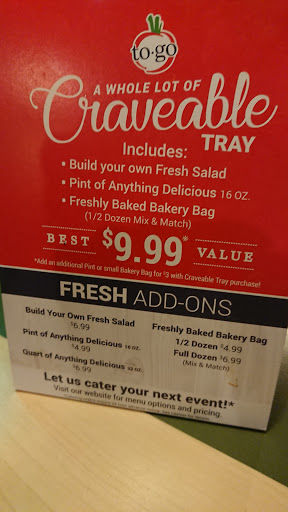 to·go
A WHOLE LOT OF
Craveable
TRAY
Includes:
• Build your own Fresh Salad
• Pint of Anything Delicious 16 OZ.
• Freshly Baked Bakery Bag
(1/2 Dozen Mix & Match)
BEST $9.99* VALUE
*Add an additional Pint or small Bakery Bag for $3 with Craveable Tray purchase!
FRESH ADD-ONS
Build Your Own Fresh Salad
$6.99
Pint of Anything Delicious 16 oz.
$4.99
Quart of Anything Delicious 32 oz.
$6.99
Freshly Baked Bakery Bag
1/2 Dozen $4.99
Full Dozen $6.99
(Mix & Match)
Let us cater your next event!*
Visit our website for menu options and pricing.